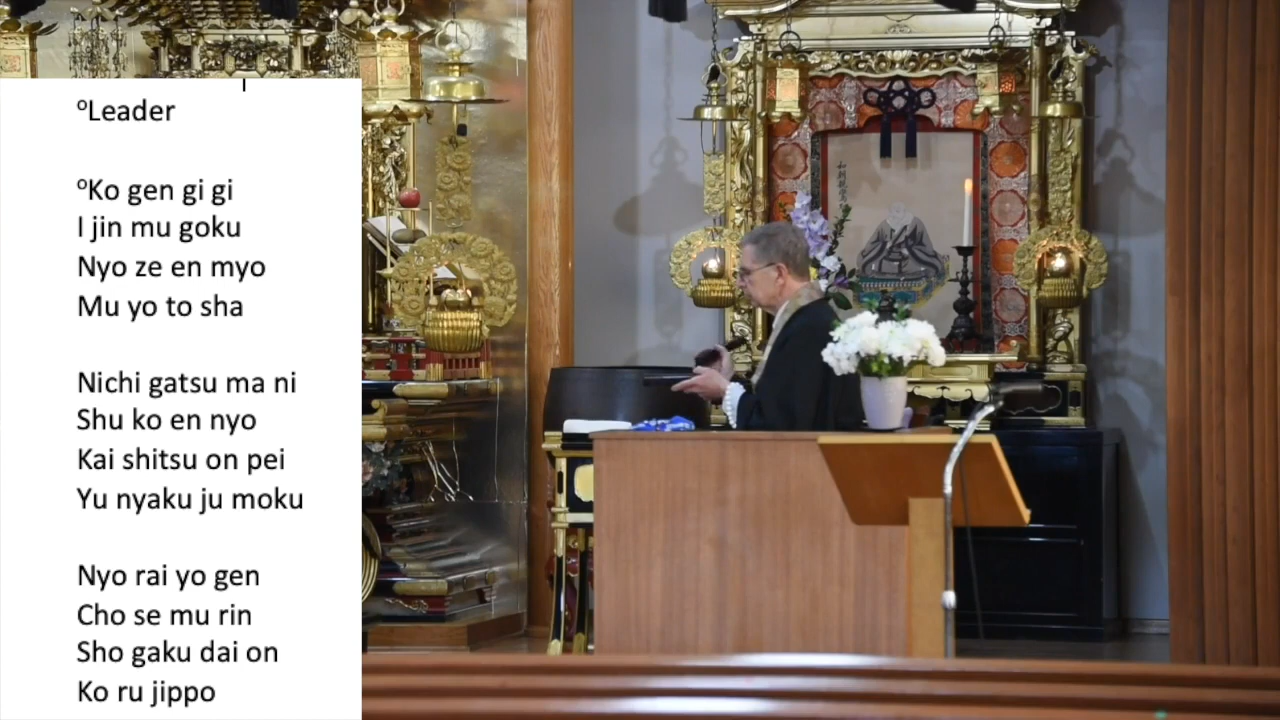 °Leader
°Ko gen gi gi
I jin mu goku
Nyo ze en myo
Mu yo to sha
Nichi gatsu ma ni
Shu ko en nyo
Kai shitsu on pei
Yu nyaku ju moku
Nyo rai yo gen
Cho se mu rin
Sho gaku dai on
Ko ru jippo